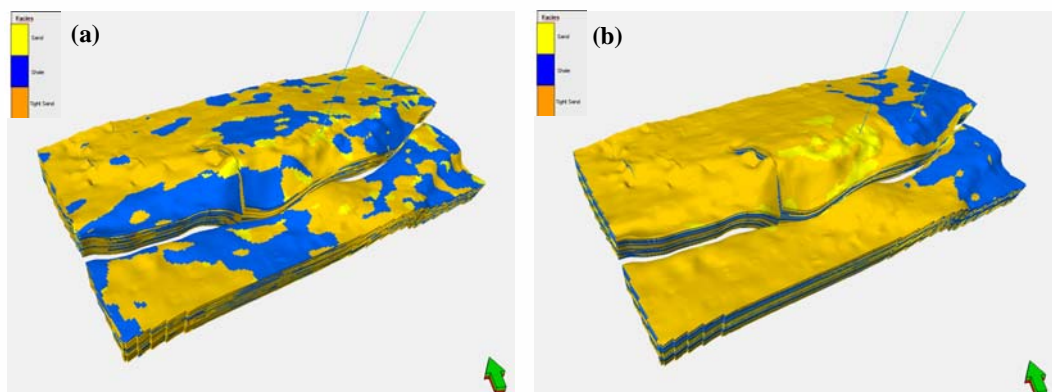 Facies
Sand
Shale
Tight Sand
(a)
Facies
Sand
Shale
Tight Sand
(b)